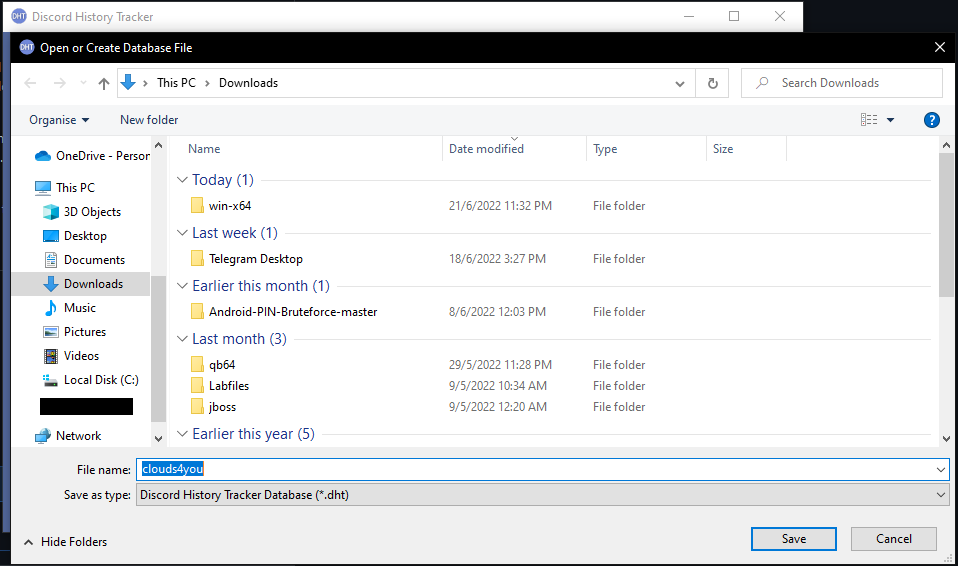 DHT Discord History Tracker
DHT Open or Create Database File
This PC Downloads
Search Downloads
Organise New folder
?
Name Date modified Type Size
OneDrive - Person
This PC
3D Objects
Desktop
Documents
Downloads
Music
Pictures
Videos
Local Disk (C:)
Network
Today (1)
win-x64 21/6/2022 11:32 PM File folder
Last week (1)
Telegram Desktop 18/6/2022 3:27 PM File folder
Earlier this month (1)
Android-PIN-Bruteforce-master 8/6/2022 12:03 PM File folder
Last month (3)
qb64 29/5/2022 11:28 PM File folder
Labfiles 9/5/2022 10:34 AM File folder
jboss 9/5/2022 12:20 AM File folder
Earlier this year (5)
File name: clouds4you
Save as type: Discord History Tracker Database (*.dht)
Hide Folders
Save Cancel